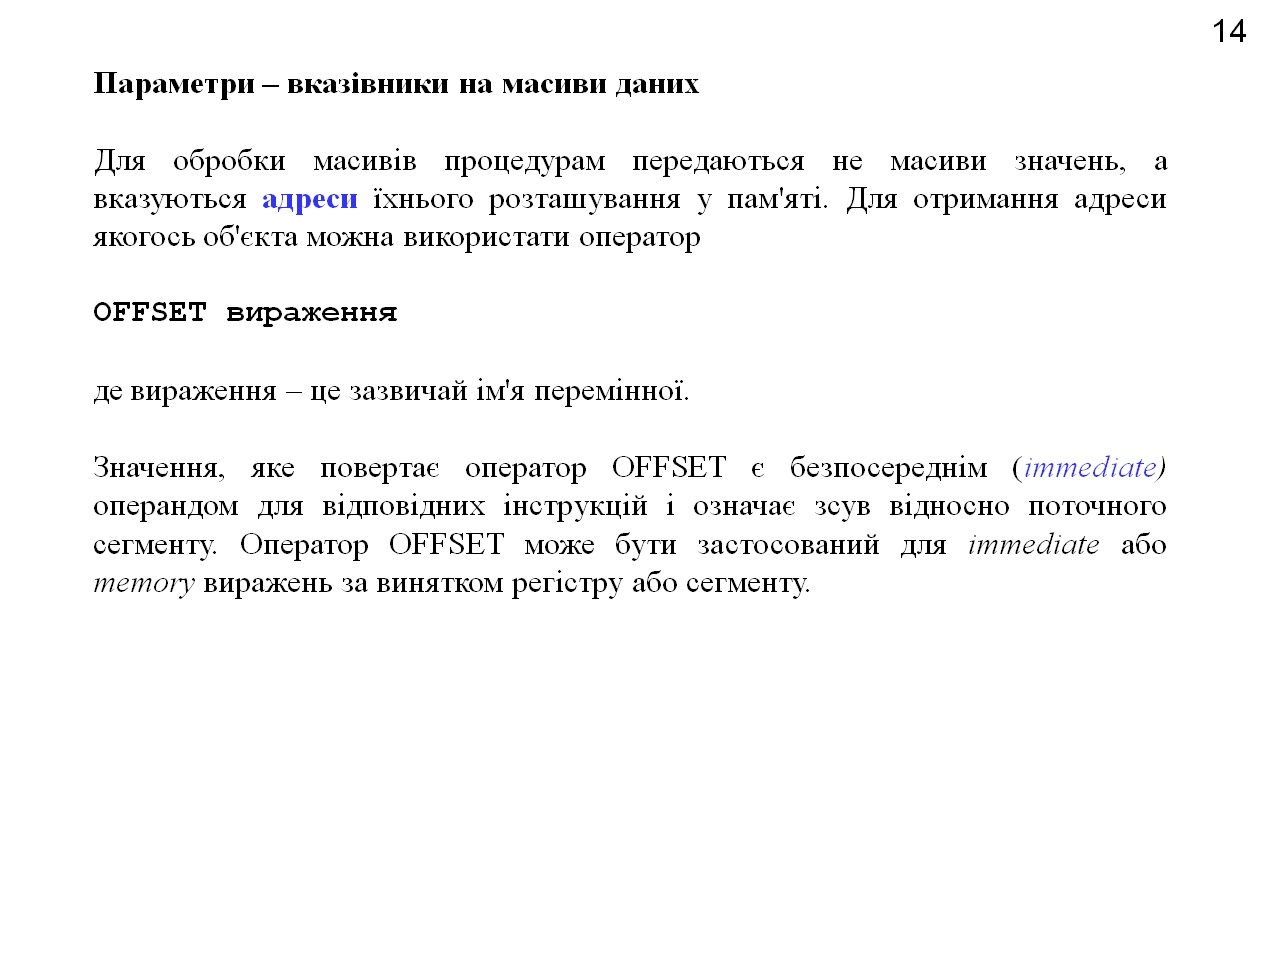 14
Параметри – вказівники на масиви даних
Для обробки масивів процедурам передаються не масиви значень, а
вказуються адреси їхнього розташування у пам'яті. Для отримання адреси
якогось об'єкта можна використати оператор
OFFSET вираження
де вираження – це зазвичай ім'я перемінної.
Значення, яке повертає оператор OFFSET є безпосереднім (immediate)
операндом для відповідних інструкцій і означає зсув відносно поточного
сегменту. Оператор OFFSET може бути застосований для immediate або
memory виражень за винятком регістру або сегменту.